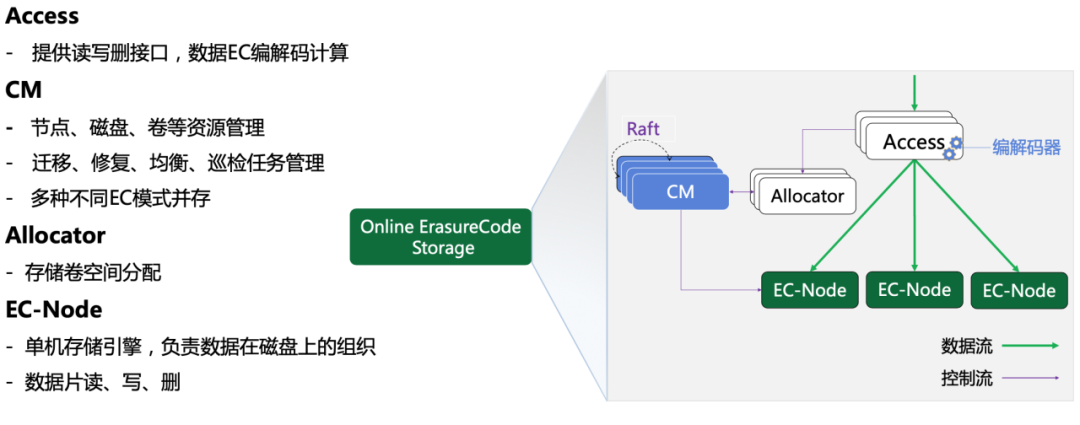 Access
- 提供读写删接口，数据EC编解码计算
CM
- 节点、磁盘、卷等资源管理
- 迁移、修复、均衡、巡检任务管理
- 多种不同EC模式并存
Allocator
- 存储卷空间分配
EC-Node
- 单机存储引擎，负责数据在磁盘上的组织
- 数据片读、写、删
Online ErasureCode
Storage
Raft
CM
Allocator
Access
编解码器
EC-Node
EC-Node
EC-Node
数据流
控制流